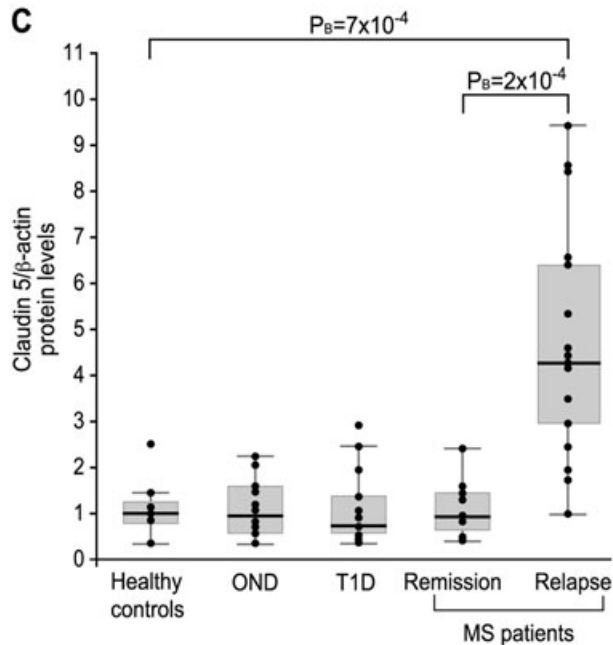 C
P_B=7x10⁻⁴
P_B=2x10⁻⁴
Claudin 5/β-actin
protein levels
11
10
9
8
7
6
5
4
3
2
1
0
Healthy
controls
OND
T1D
Remission
Relapse
MS patients